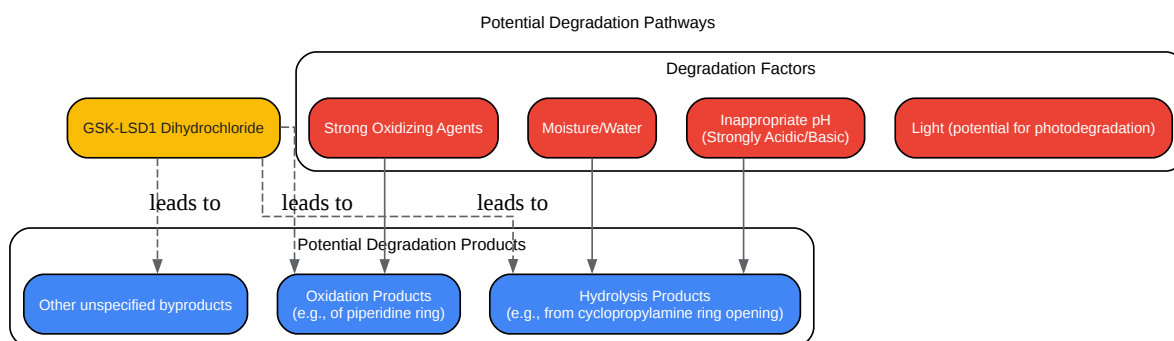 Potential Degradation Pathways
Degradation Factors
GSK-LSD1 Dihydrochloride
Strong Oxidizing Agents
Moisture/Water
Inappropriate pH
(Strongly Acidic/Basic)
Light (potential for photodegradation)
leads to
leads to
leads to
Potential Degradation Products
Other unspecified byproducts
Oxidation Products
(e.g., of piperidine ring)
Hydrolysis Products
(e.g., from cyclopropylamine ring opening)